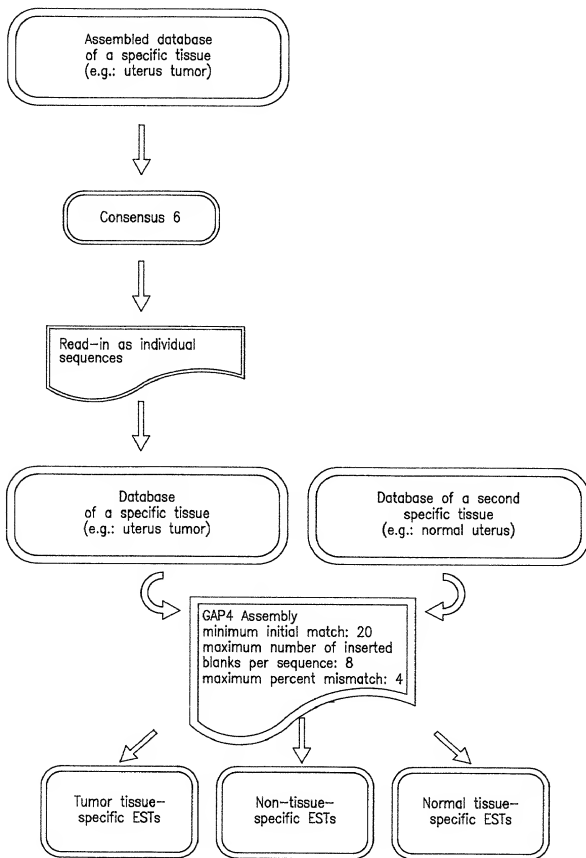 Assembled database
of a specific tissue
(e.g.: uterus tumor)
Consensus 6
Read-in as individual
sequences
Database
of a specific tissue
(e.g.: uterus tumor)
Database of a second
specific tissue
(e.g.: normal uterus)
GAP4 Assembly
minimum initial match: 20
maximum number of inserted
blanks per sequence: 8
maximum percent mismatch: 4
Tumor tissue-
specific ESTs
Non-tissue-
specific ESTs
Normal tissue-
specific ESTs